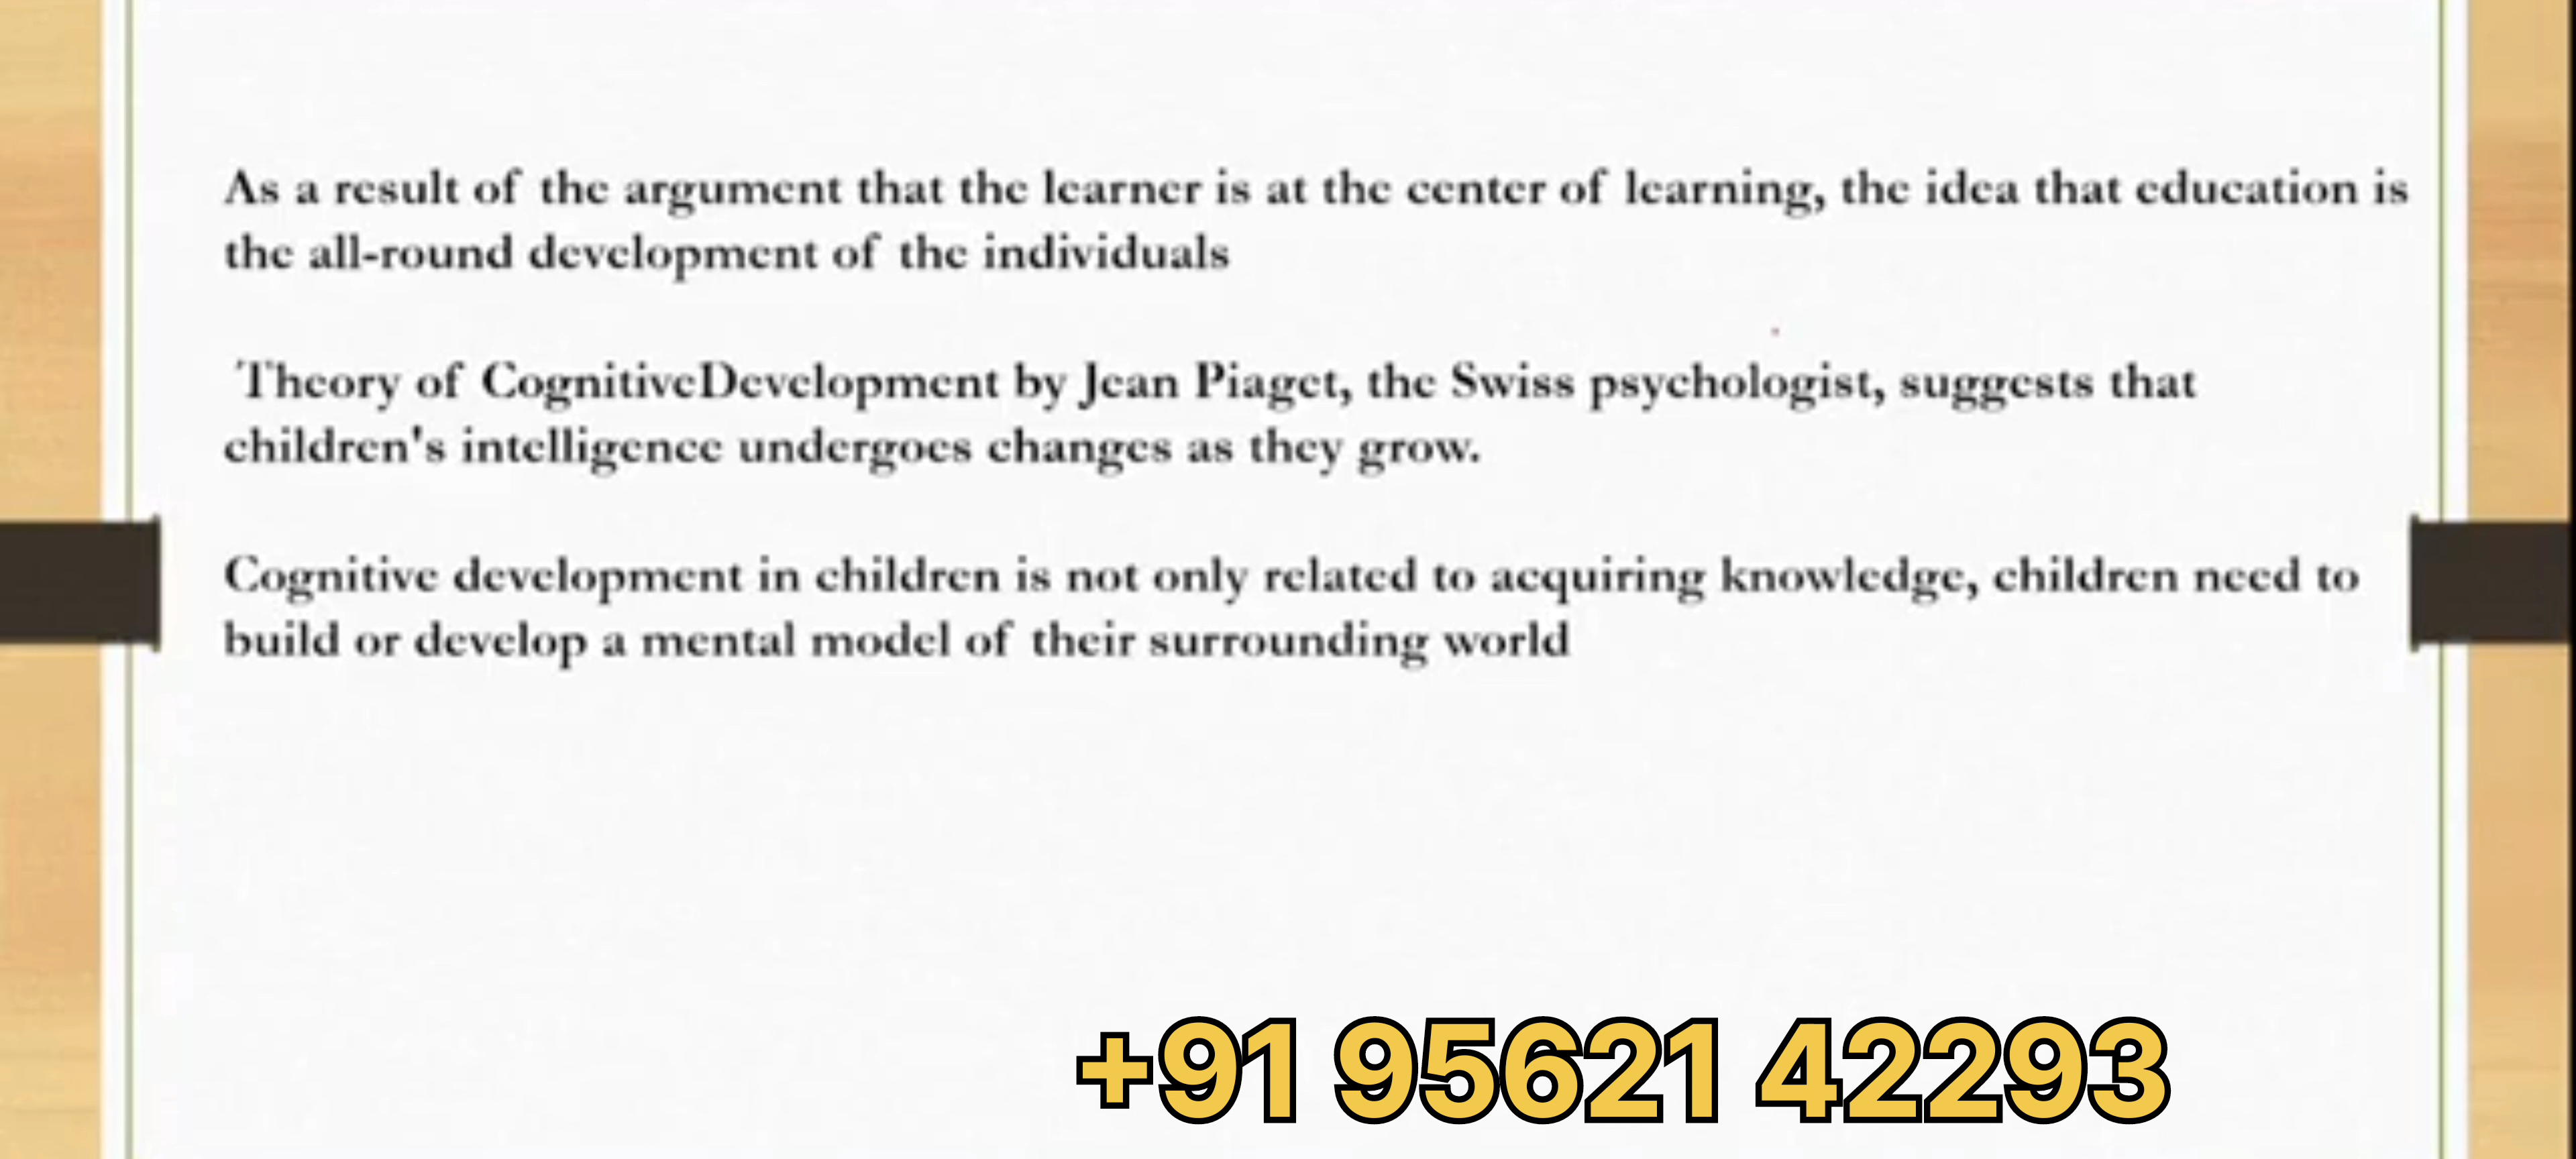 As a result of the argument that the learner is at the center of learning, the idea that education is
the all-round development of the individuals
Theory of CognitiveDevelopment by Jean Piaget, the Swiss psychologist, suggests that
children's intelligence undergoes changes as they grow.
Cognitive development in children is not only related to acquiring knowledge, children need to
build or develop a mental model of their surrounding world
+91 95621 42293